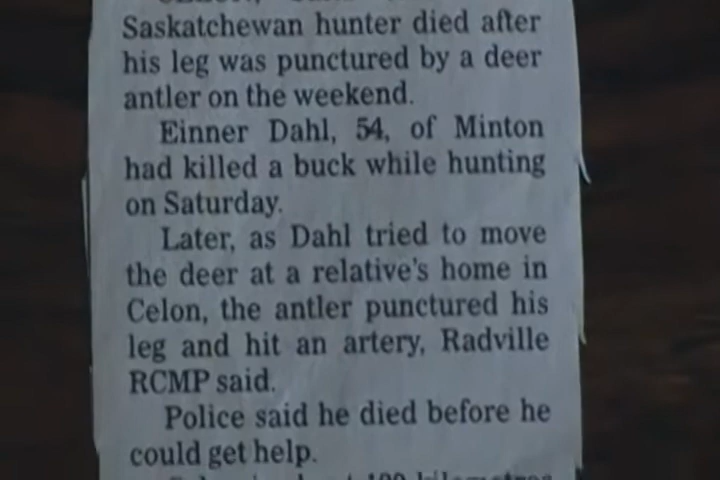 Saskatchewan hunter died after
his leg was punctured by a deer
antler on the weekend.
Einner Dahl, 54, of Minton
had killed a buck while hunting
on Saturday.
Later, as Dahl tried to move
the deer at a relative's home in
Celon, the antler punctured his
leg and hit an artery, Radville
RCMP said.
Police said he died before he
could get help.